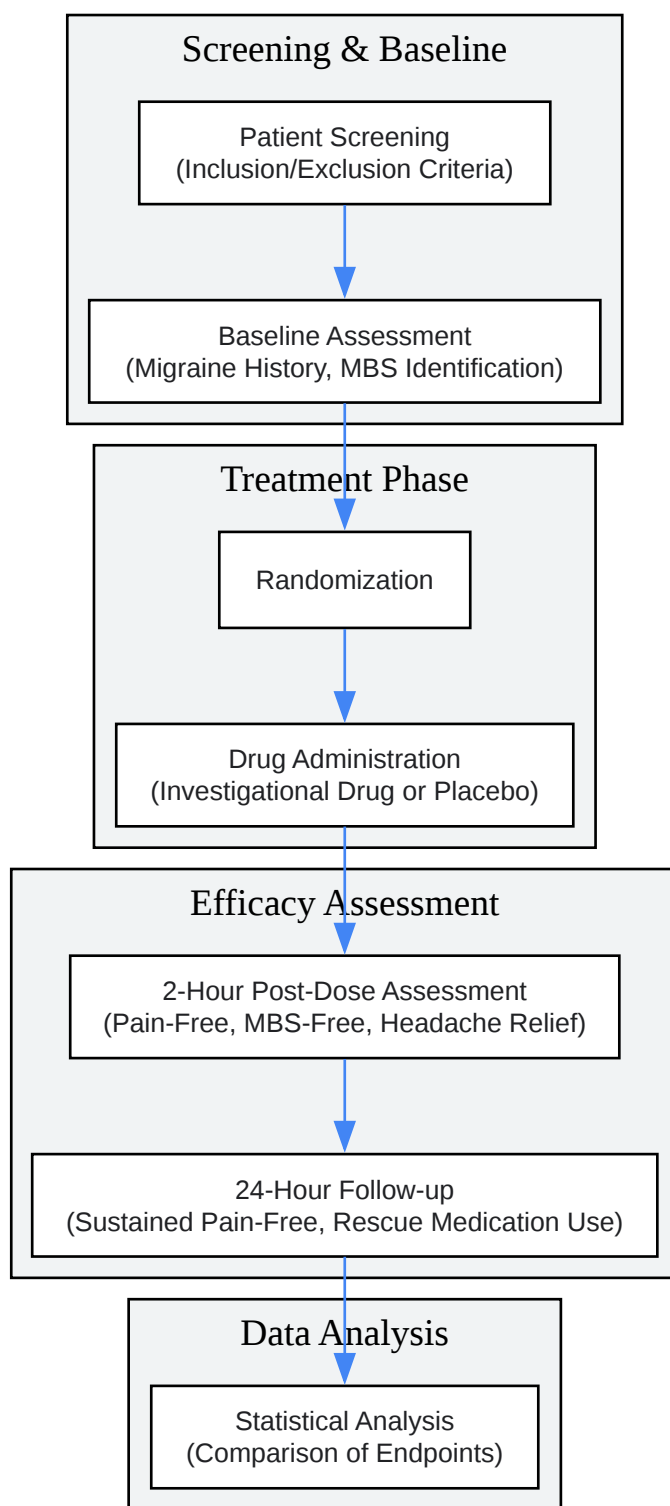 Screening & Baseline
Patient Screening
(Inclusion/Exclusion Criteria)
Baseline Assessment
(Migraine History, MBS Identification)
Treatment Phase
Randomization
Drug Administration
(Investigational Drug or Placebo)
Efficacy Assessment
2-Hour Post-Dose Assessment
(Pain-Free, MBS-Free, Headache Relief)
24-Hour Follow-up
(Sustained Pain-Free, Rescue Medication Use)
Data Analysis
Statistical Analysis
(Comparison of Endpoints)